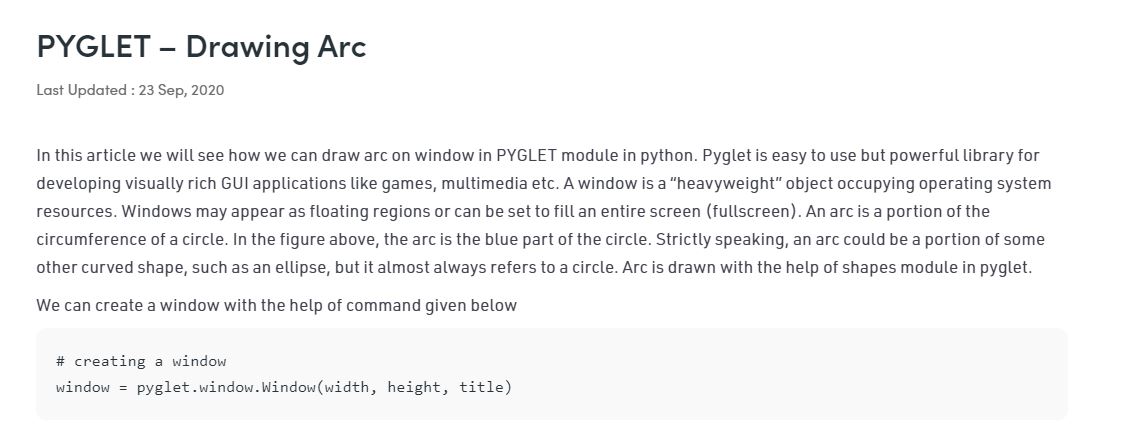 PYGLET – Drawing Arc
Last Updated : 23 Sep, 2020
In this article we will see how we can draw arc on window in PYGLET module in python. Pyglet is easy to use but powerful library for
developing visually rich GUI applications like games, multimedia etc. A window is a “heavyweight” object occupying operating system
resources. Windows may appear as floating regions or can be set to fill an entire screen (fullscreen). An arc is a portion of the
circumference of a circle. In the figure above, the arc is the blue part of the circle. Strictly speaking, an arc could be a portion of some
other curved shape, such as an ellipse, but it almost always refers to a circle. Arc is drawn with the help of shapes module in pyglet.
We can create a window with the help of command given below
# creating a window
window = pyglet.window.Window(width, height, title)